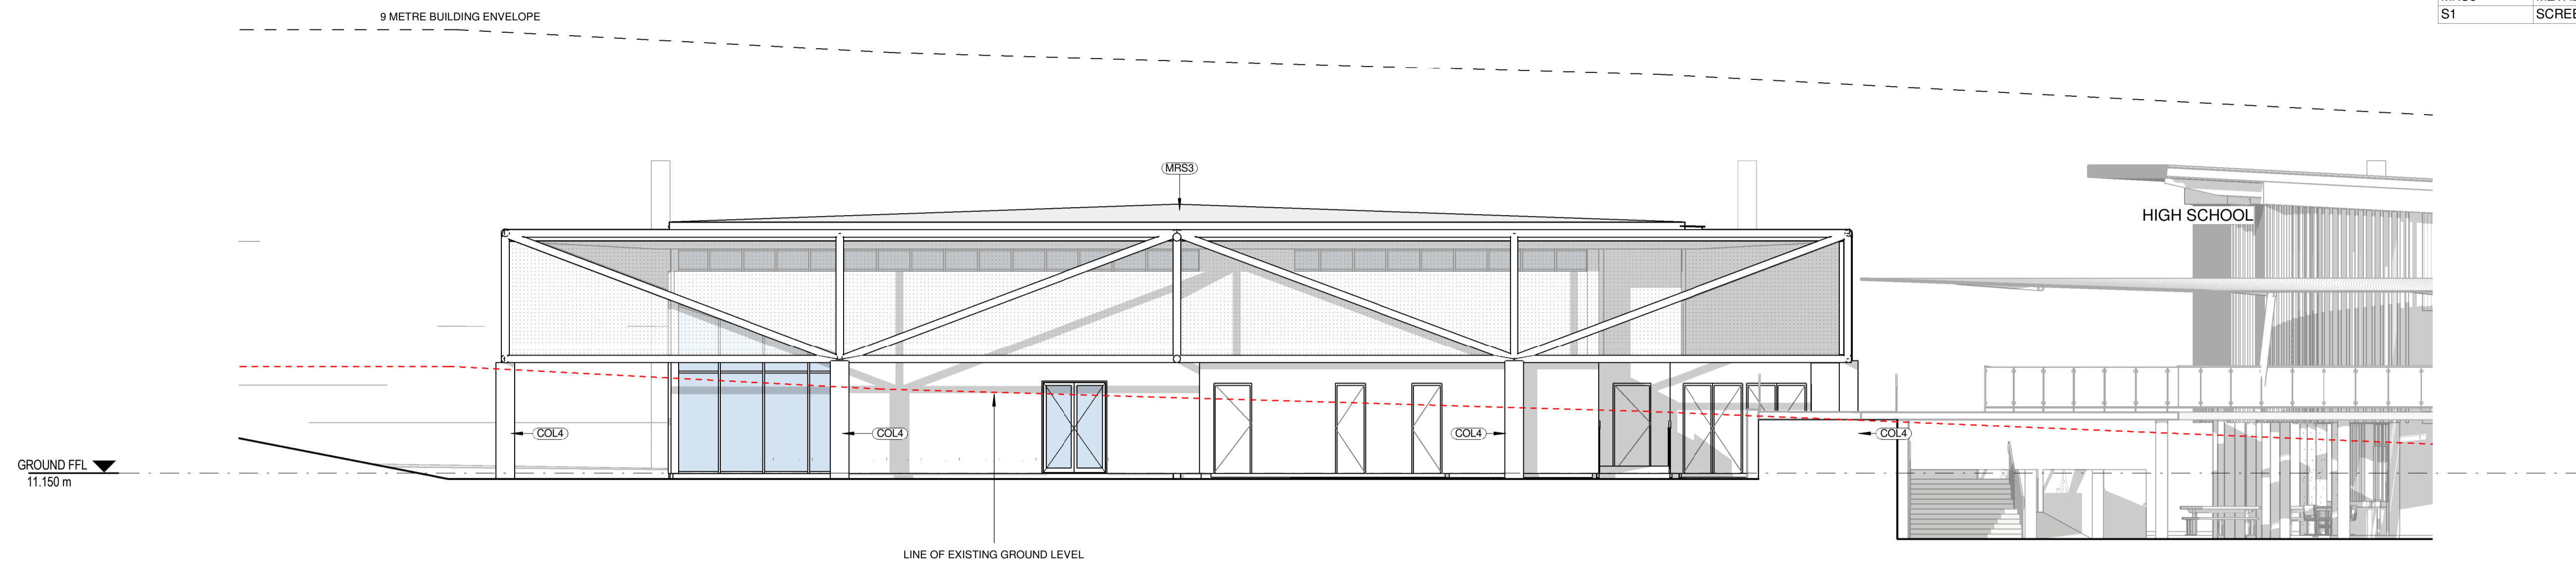 9 METRE BUILDING ENVELOPE
S1
MRS3
HIGH SCHOOL
COL4
COL4
COL4
COL4
GROUND FFL
11.150 m
LINE OF EXISTING GROUND LEVEL